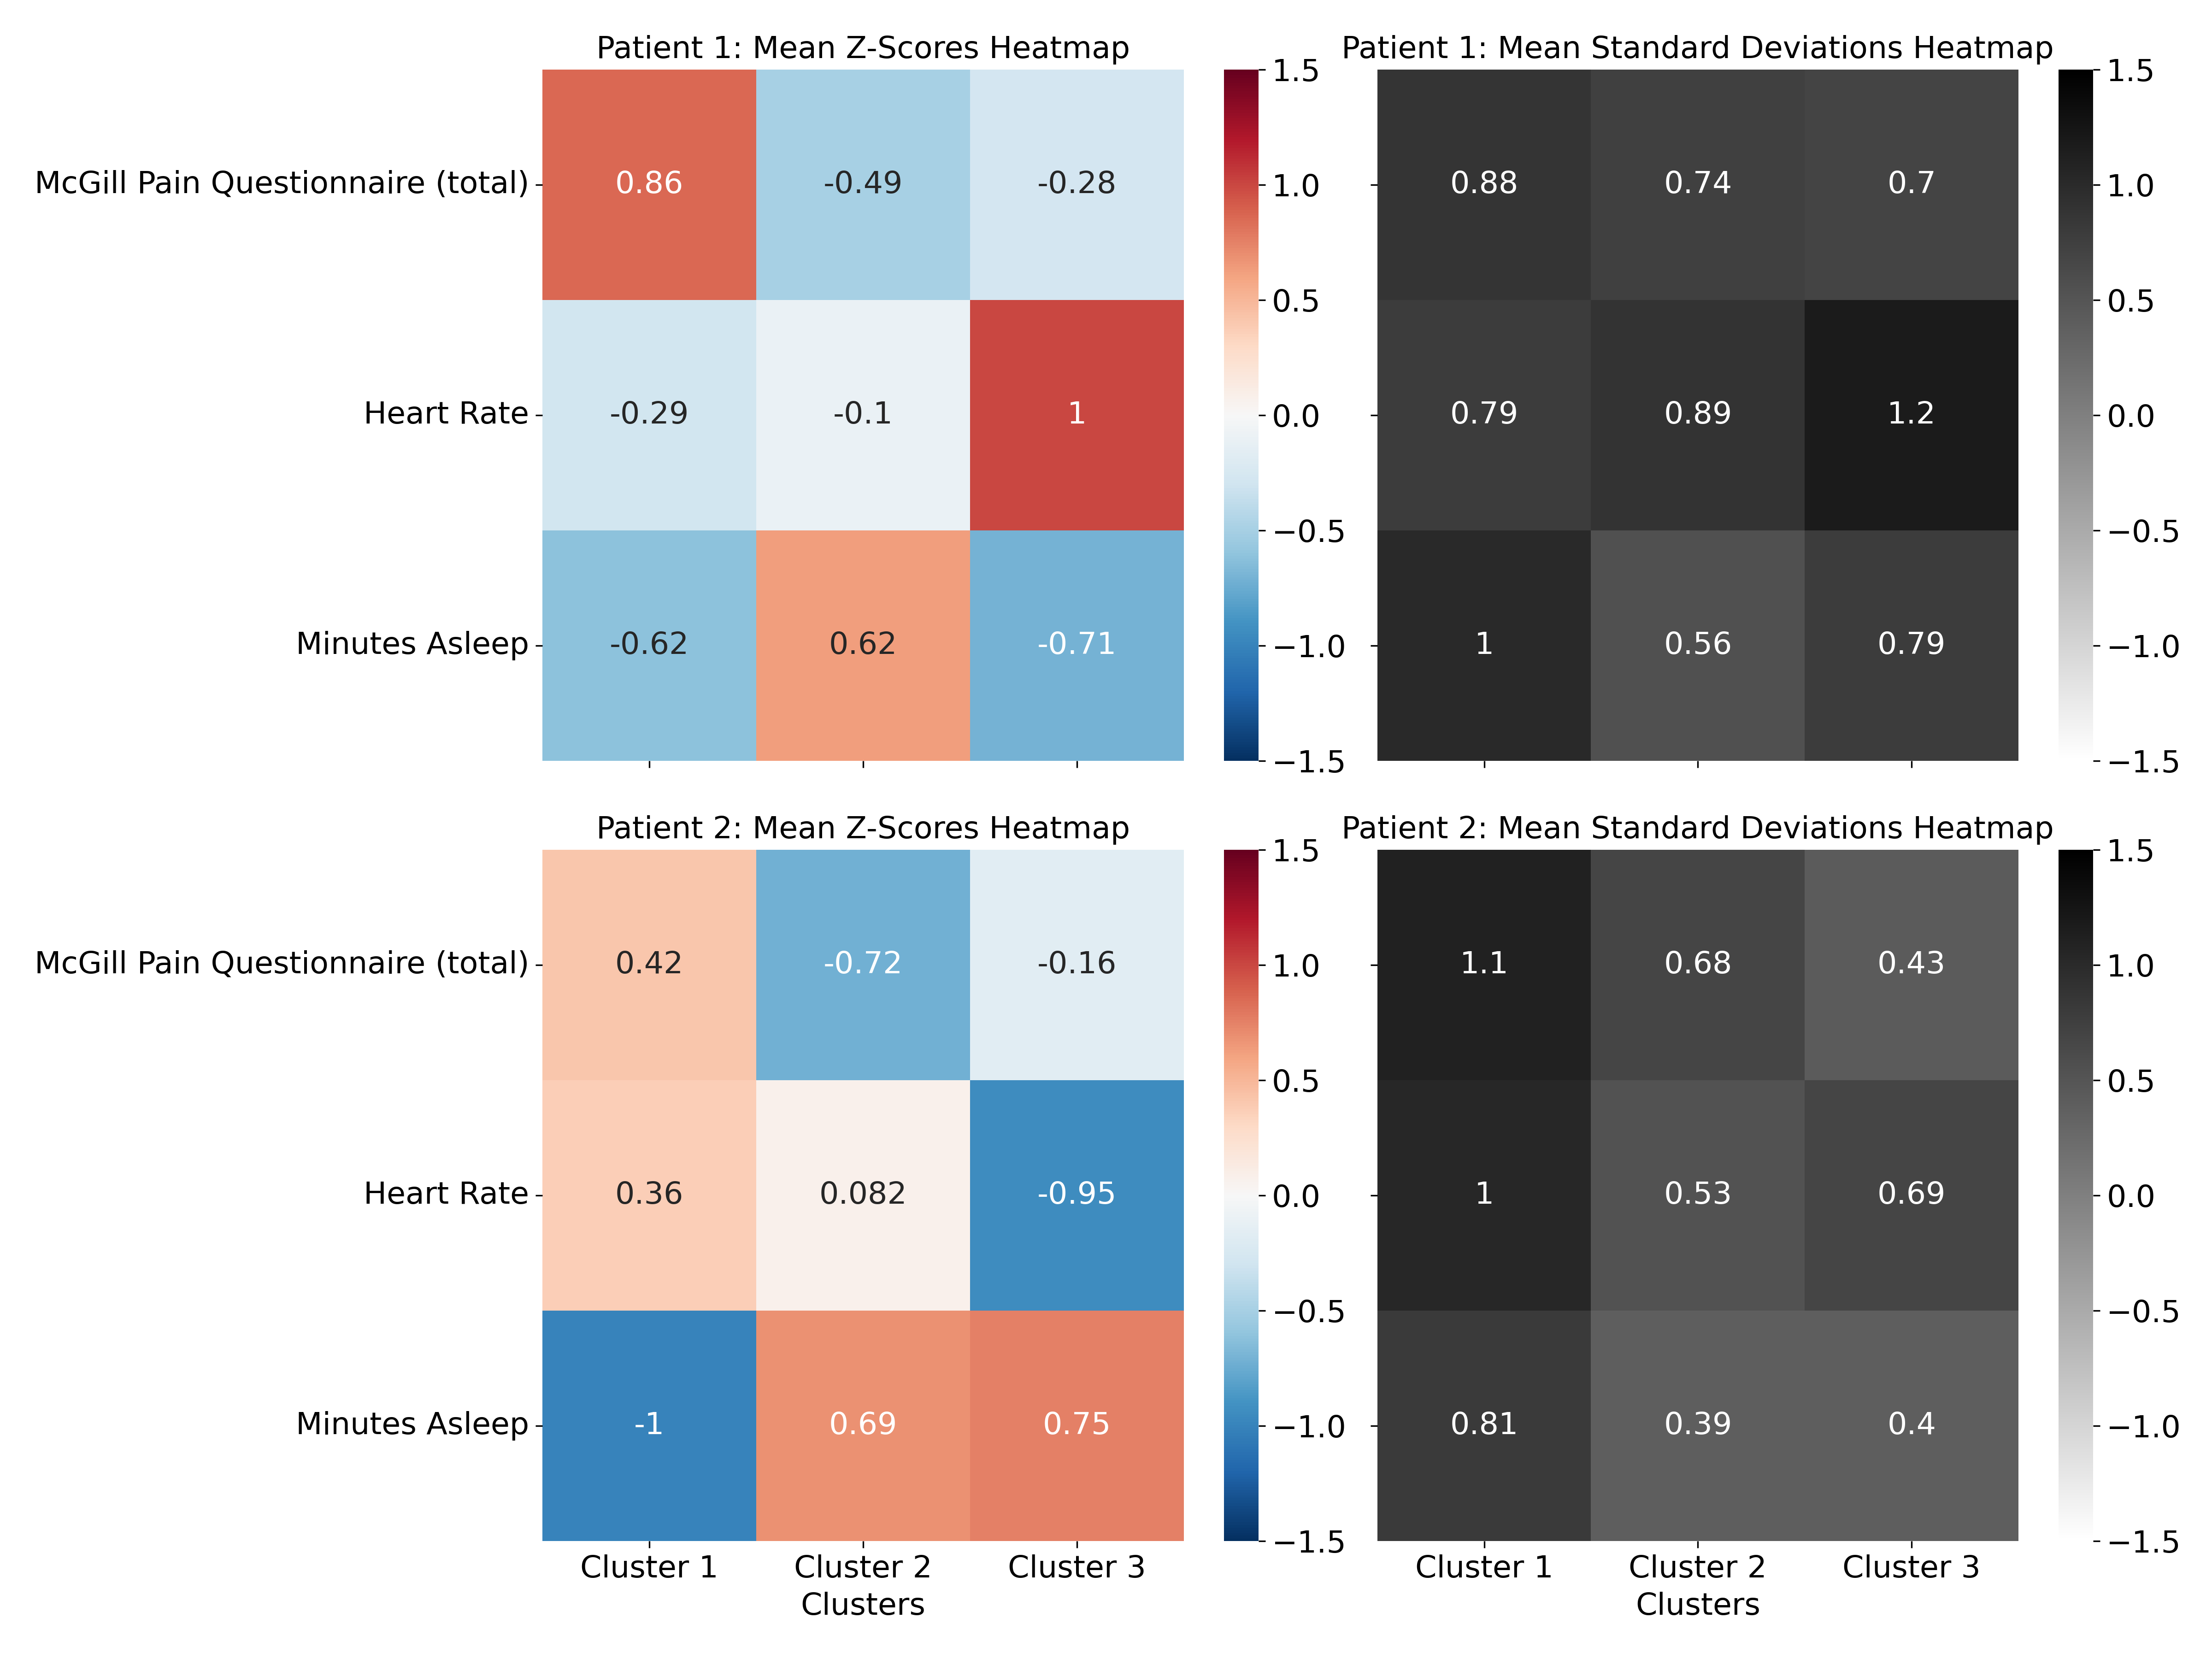 Patient 1: Mean Z-Scores Heatmap
McGill Pain Questionnaire (total)
0.86 -0.49 -0.28
Heart Rate
-0.29 -0.1 1
Minutes Asleep
-0.62 0.62 -0.71
1.5
1.0
0.5
0.0
−0.5
−1.0
−1.5
Patient 1: Mean Standard Deviations Heatmap
0.88 0.74 0.7
0.79 0.89 1.2
1 0.56 0.79
1.5
1.0
0.5
0.0
−0.5
−1.0
−1.5
Patient 2: Mean Z-Scores Heatmap
McGill Pain Questionnaire (total)
0.42 -0.72 -0.16
Heart Rate
0.36 0.082 -0.95
Minutes Asleep
-1 0.69 0.75
Cluster 1 Cluster 2 Cluster 3
Clusters
1.5
1.0
0.5
0.0
−0.5
−1.0
−1.5
Patient 2: Mean Standard Deviations Heatmap
1.1 0.68 0.43
1 0.53 0.69
0.81 0.39 0.4
Cluster 1 Cluster 2 Cluster 3
Clusters
1.5
1.0
0.5
0.0
−0.5
−1.0
−1.5